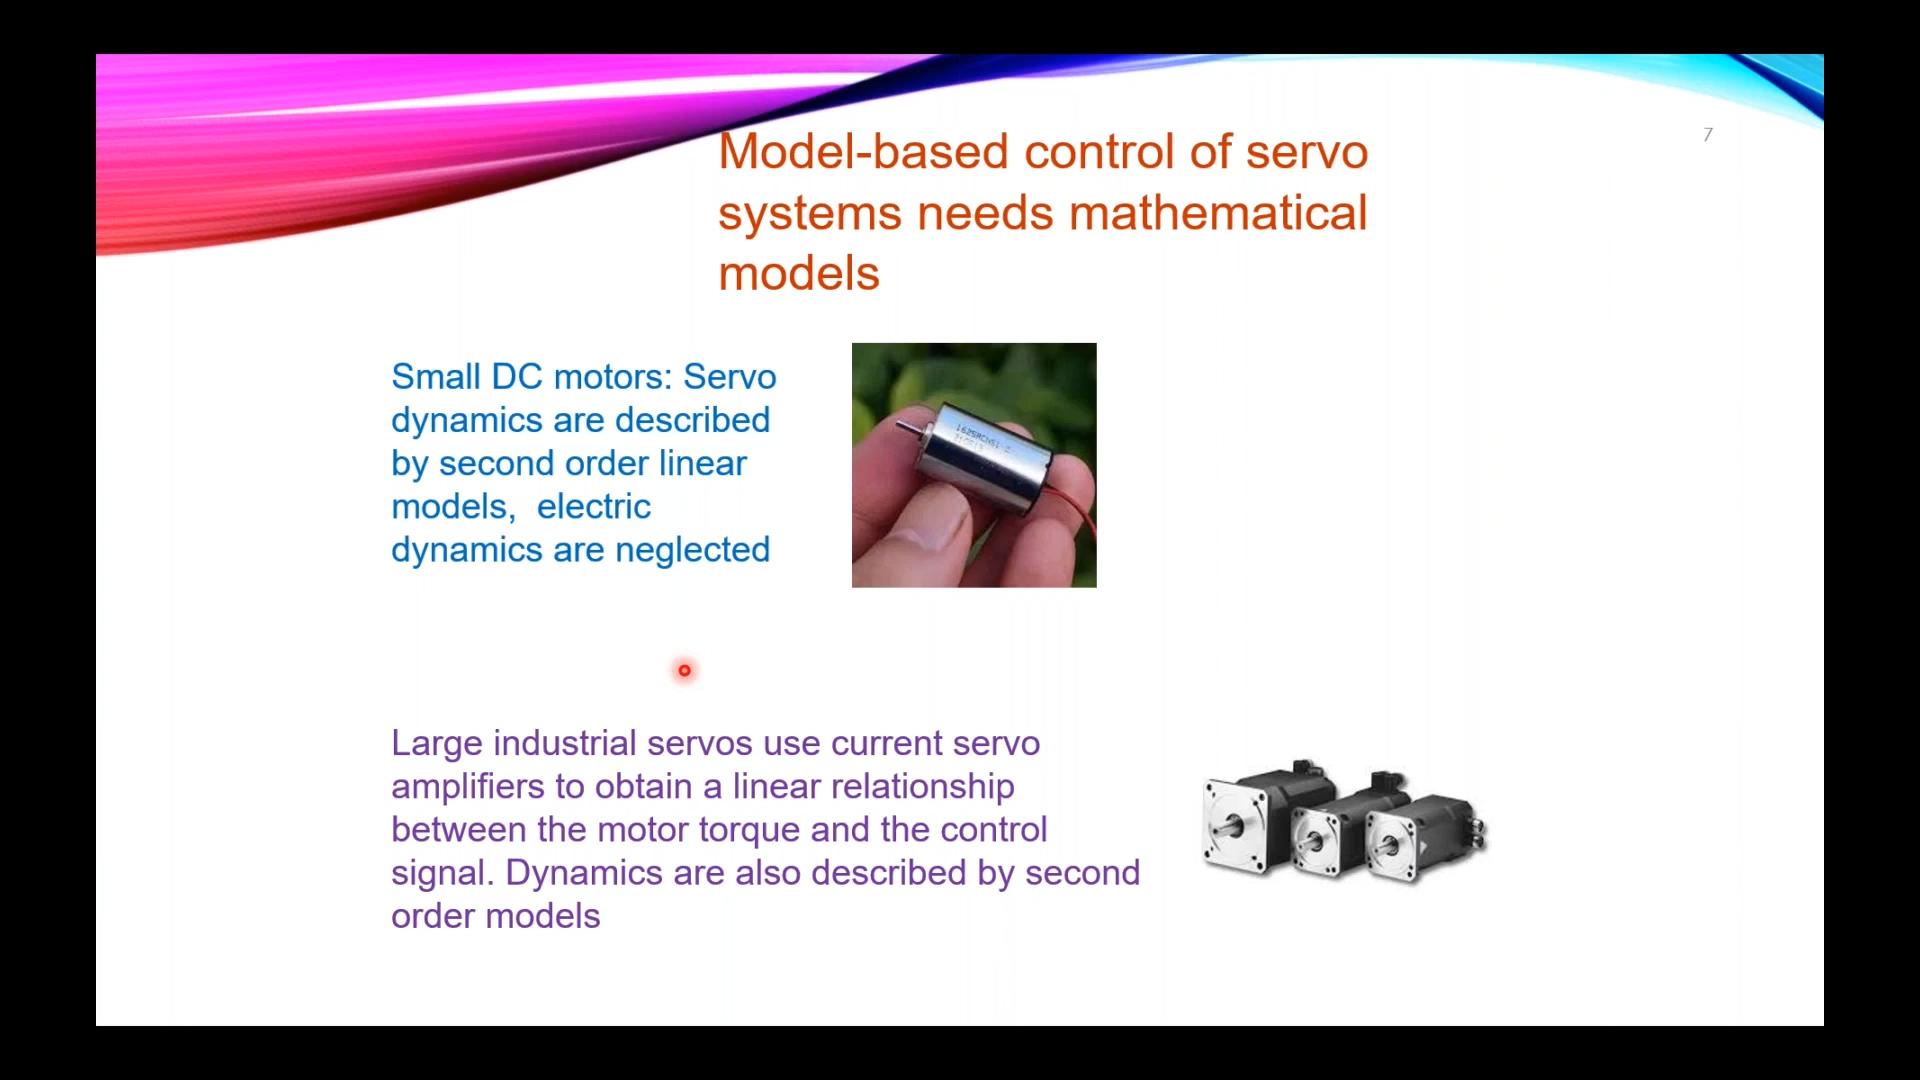 7
Model-based control of servo
systems needs mathematical
models
Small DC motors: Servo
dynamics are described
by second order linear
models,  electric
dynamics are neglected
Large industrial servos use current servo
amplifiers to obtain a linear relationship
between the motor torque and the control
signal. Dynamics are also described by second
order models